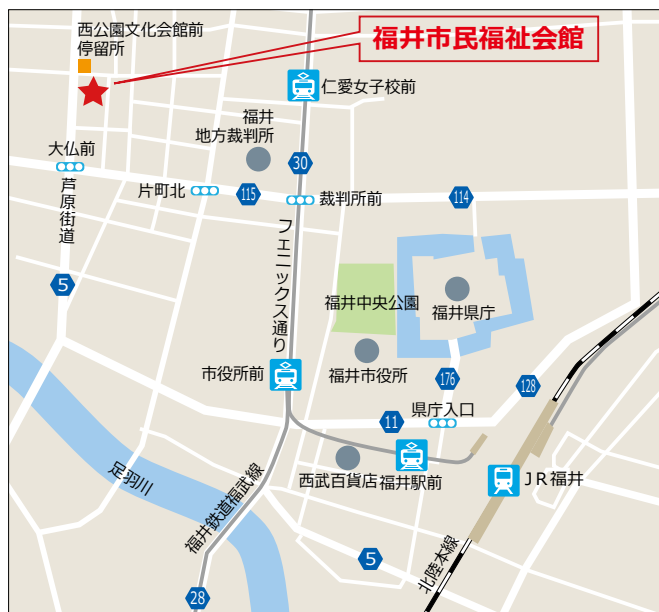 西公園文化会館前
停留所
福井市民福祉会館
仁愛女子校前
福井
地方裁判所
大仏前
30
片町北
115
裁判所前
114
芦原街道
フェニックス通り
5
福井中央公園
福井県庁
市役所前
福井市役所
176
128
県庁入口
11
足羽川
福井鉄道福武線
西武百貨店
福井駅前
JR福井
北陸本線
5
28